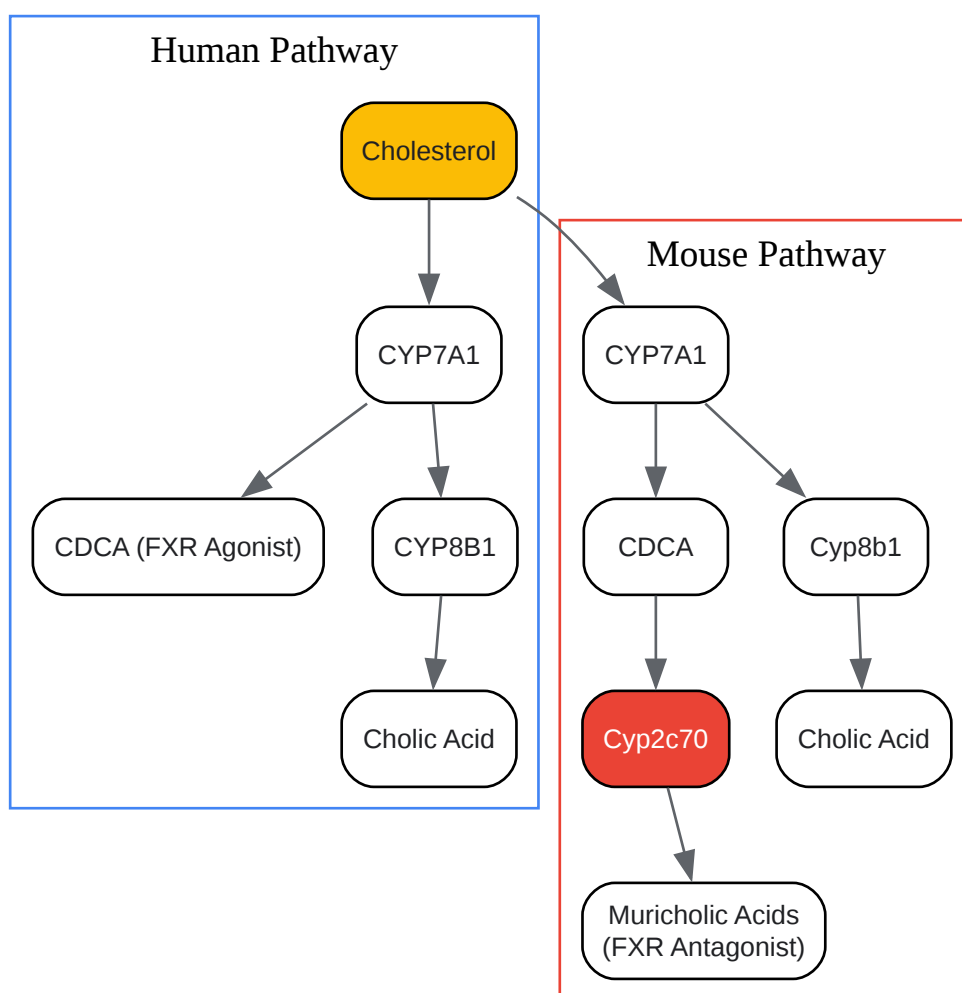 Human Pathway
Cholesterol
Mouse Pathway
CYP7A1
CYP7A1
CDCA (FXR Agonist)
CYP8B1
CDCA
Cyp8b1
Cholic Acid
Cyp2c70
Cholic Acid
Muricholic Acids
(FXR Antagonist)